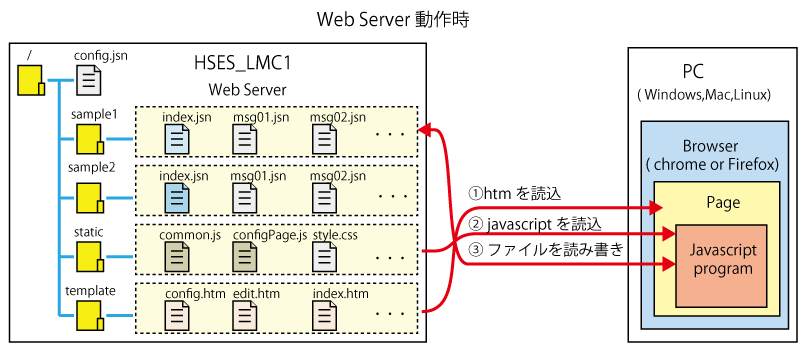 Web Server 動作時
/
config.jsn
HSES_LMC1
Web Server
sample1
index.jsn
msg01.jsn
msg02.jsn
・・・
sample2
index.jsn
msg01.jsn
msg02.jsn
・・・
static
common.js
configPage.js
style.css
・・・
template
config.htm
edit.htm
index.htm
・・・
①htm を読込
② javascript を読込
③ ファイルを読み書き
PC
( Windows,Mac,Linux)
Browser
( chrome or Firefox)
Page
Javascript
program